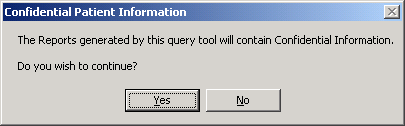 Confidential Patient Information
The Reports generated by this query tool will contain Confidential Information.
Do you wish to continue?
Yes No